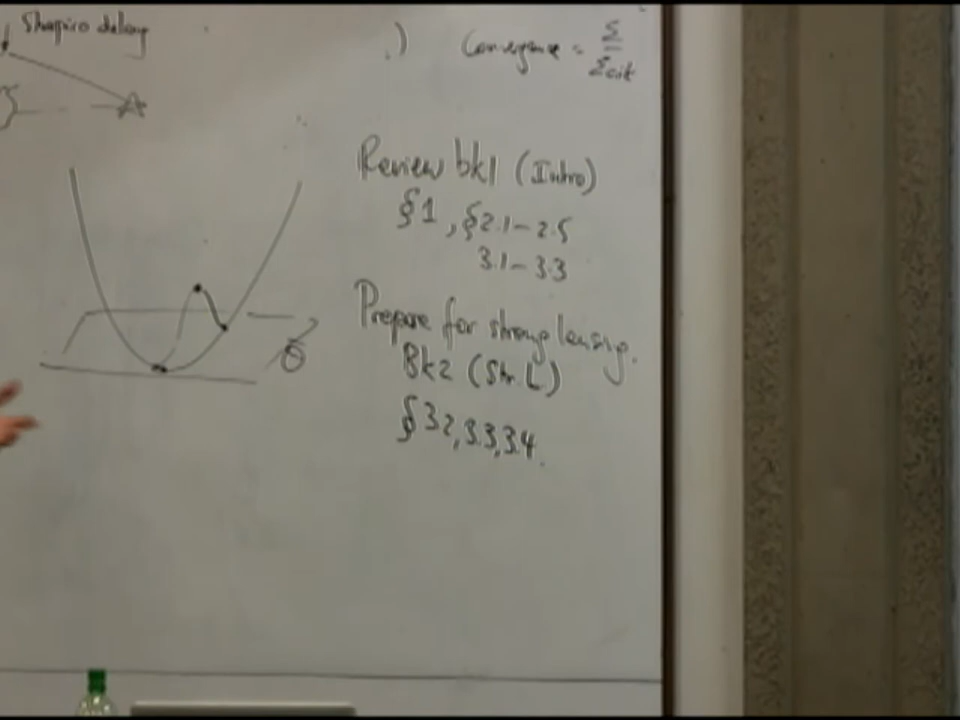 Shapiro delay
) Convergence = Σ / Σcrit
Review bk1 (Intro)
§1, §2.1-2.5
3.1-3.3
Prepare for strong lensing.
θ
Bk2 (Str. L)
§3.2, 3.3, 3.4